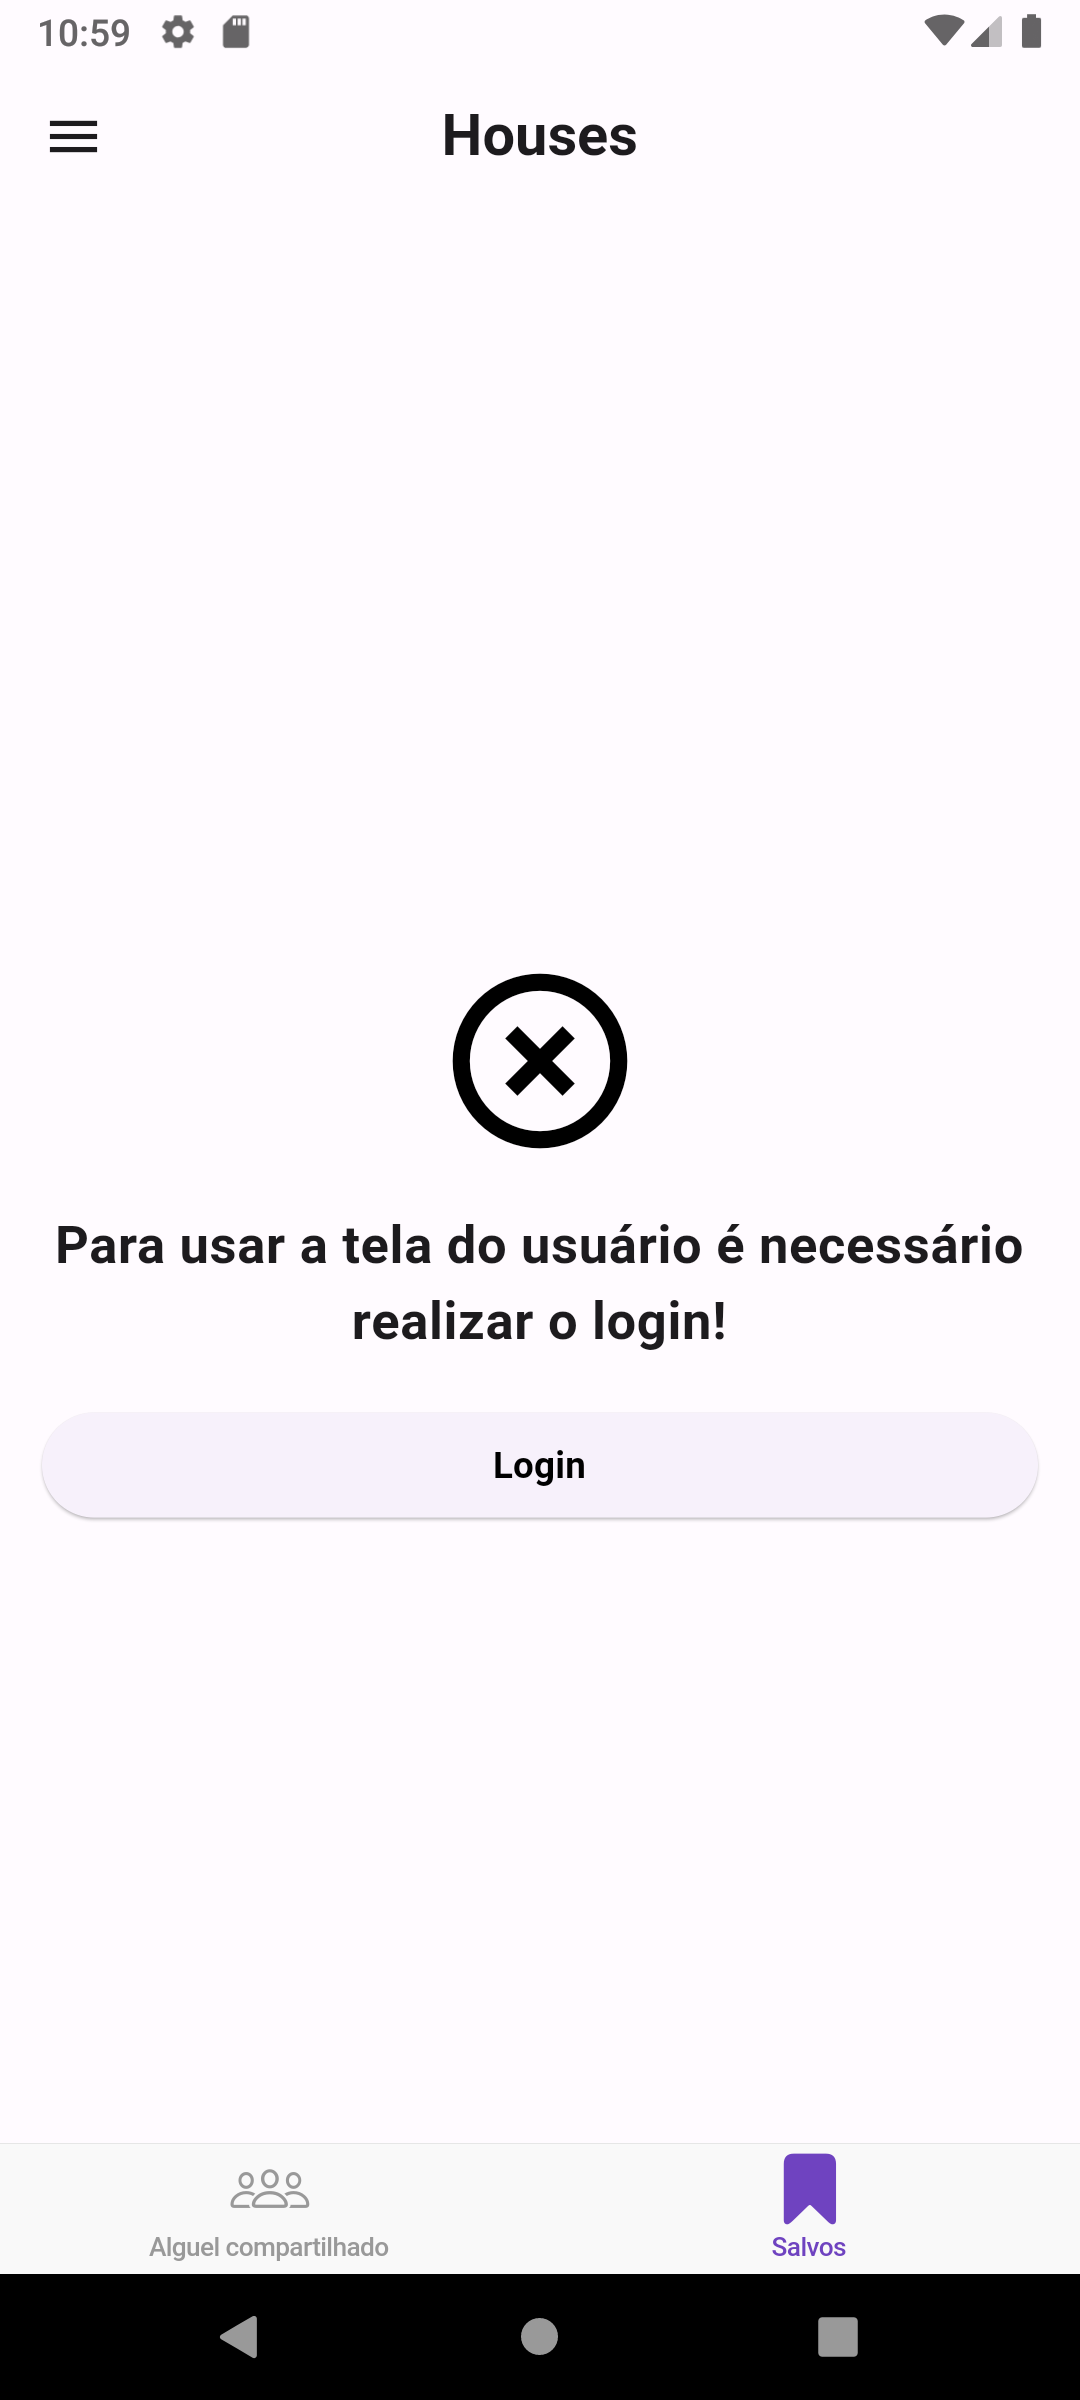 10:59
Houses
Para usar a tela do usuário é necessário
realizar o login!
Login
Alguel compartilhado
Salvos